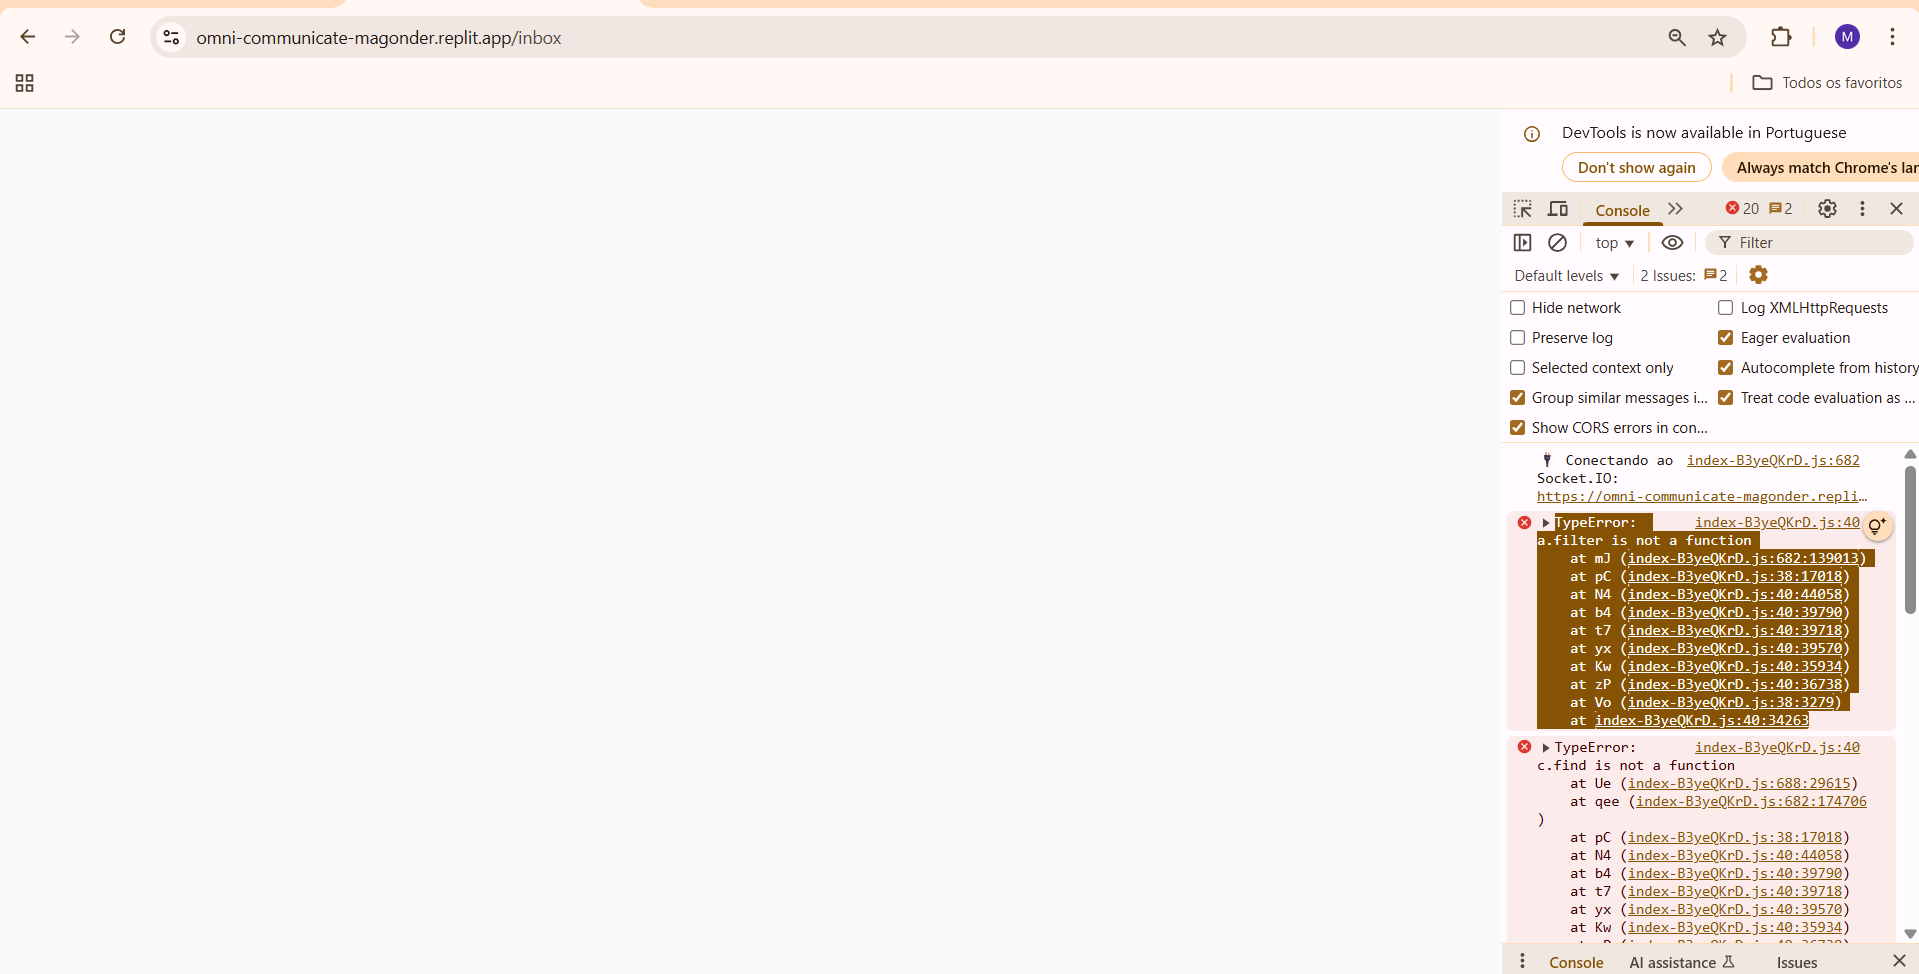 omni-communicate-magonder.replit.app/inbox
M
Todos os favoritos
DevTools is now available in Portuguese
Don't show again
Always match Chrome's lan
Console
20
2
top
Filter
Default levels
2 Issues:
2
Hide network
Log XMLHttpRequests
Preserve log
Eager evaluation
Selected context only
Autocomplete from history
Group similar messages i...
Treat code evaluation as ...
Show CORS errors in con...
Conectando ao index-B3yeQKrD.js:682
Socket.IO:
https://omni-communicate-magonder.repli…
TypeError: index-B3yeQKrD.js:40
a.filter is not a function
at mJ (index-B3yeQKrD.js:682:139013)
at pC (index-B3yeQKrD.js:38:17018)
at N4 (index-B3yeQKrD.js:40:44058)
at b4 (index-B3yeQKrD.js:40:39790)
at t7 (index-B3yeQKrD.js:40:39718)
at yx (index-B3yeQKrD.js:40:39570)
at Kw (index-B3yeQKrD.js:40:35934)
at zP (index-B3yeQKrD.js:40:36738)
at Vo (index-B3yeQKrD.js:38:3279)
at index-B3yeQKrD.js:40:34263
TypeError: index-B3yeQKrD.js:40
c.find is not a function
at Ue (index-B3yeQKrD.js:688:29615)
at qee (index-B3yeQKrD.js:682:174706
)
at pC (index-B3yeQKrD.js:38:17018)
at N4 (index-B3yeQKrD.js:40:44058)
at b4 (index-B3yeQKrD.js:40:39790)
at t7 (index-B3yeQKrD.js:40:39718)
at yx (index-B3yeQKrD.js:40:39570)
at Kw (index-B3yeQKrD.js:40:35934)
Console
AI assistance
Issues